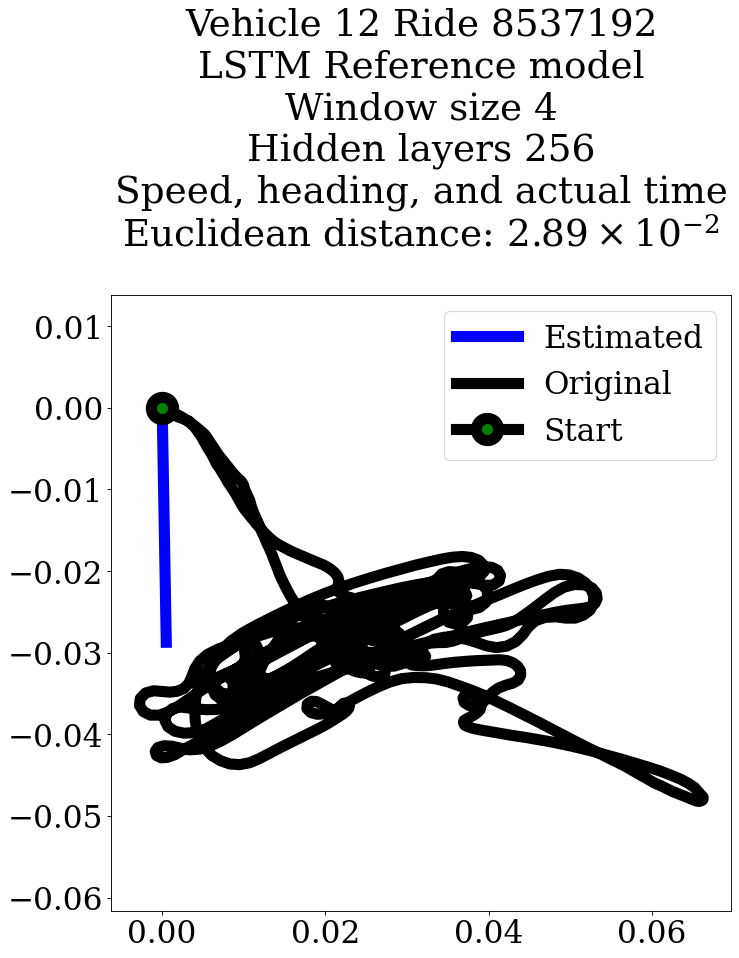 Vehicle 12 Ride 8537192
LSTM Reference model
Window size 4
Hidden layers 256
Speed, heading, and actual time
Euclidean distance: 2.89 × 10⁻²
Estimated
Original
Start
0.01
0.00
−0.01
−0.02
−0.03
−0.04
−0.05
−0.06
0.00 0.02 0.04 0.06